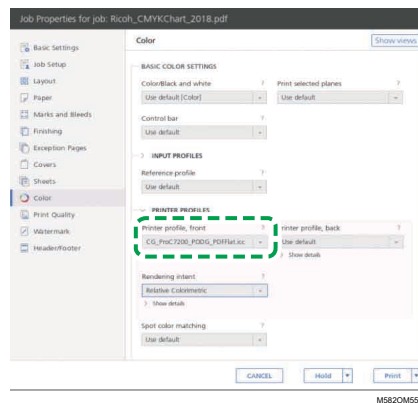 Job Properties for job: Ricoh_CMYKChart_2018.pdf
Basic Settings
Job Setup
Layout
Paper
Marks and Bleeds
Finishing
Exception Pages
Covers
Sheets
Color
Print Quality
Watermark
Header/Footer
Color
Show views
BASIC COLOR SETTINGS
Color/Black and white ? Print selected planes ?
Use default [Color] Use default
Control bar ?
Use default
> INPUT PROFILES
Reference profile ?
Use default
PRINTER PROFILES
Printer profile, front ? rinter profile, back ?
CG_ProC7200_PODG_PDFFlat.icc Use default
> Show details
Rendering intent ?
Relative Colorimetric
> Show details
Spot color matching ?
Use default
CANCEL Hold Print
M582OM55